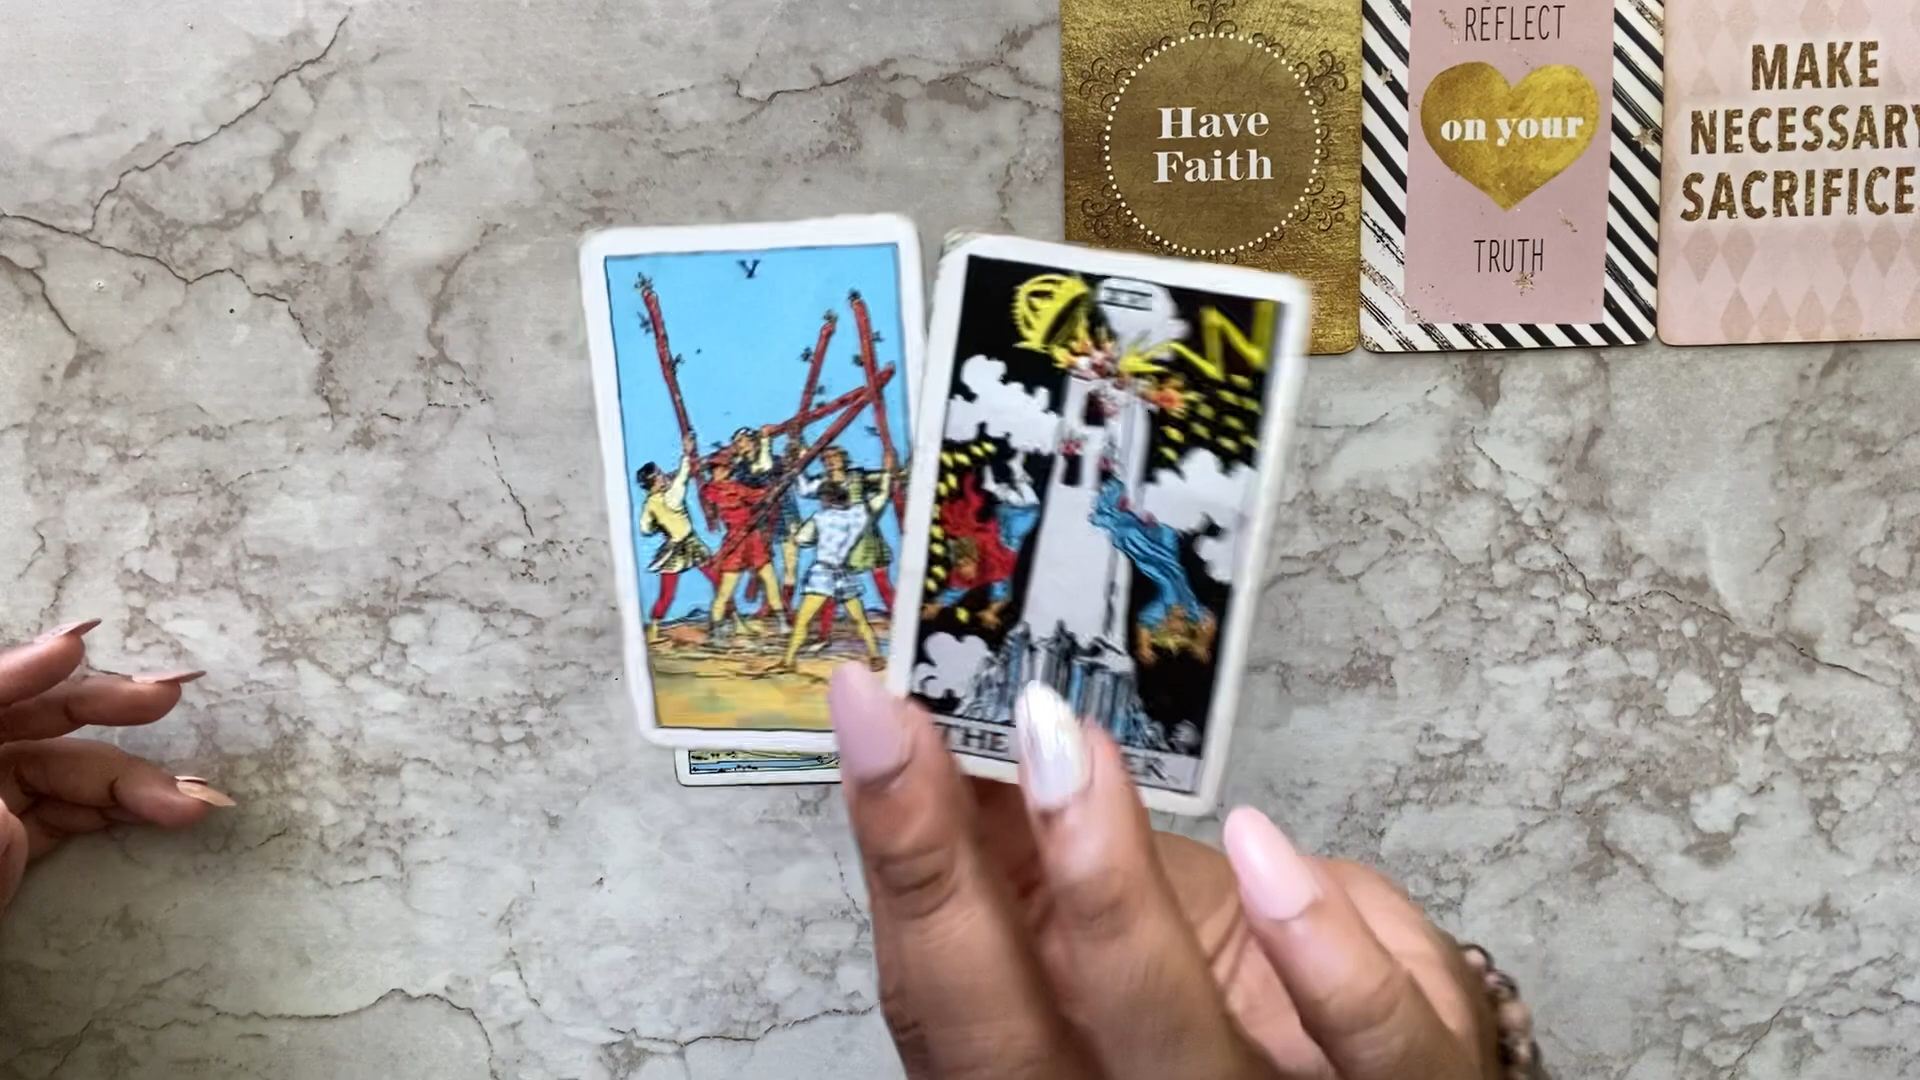 Have
Faith
REFLECT
on your
TRUTH
MAKE
NECESSARY
SACRIFICE
V
THE